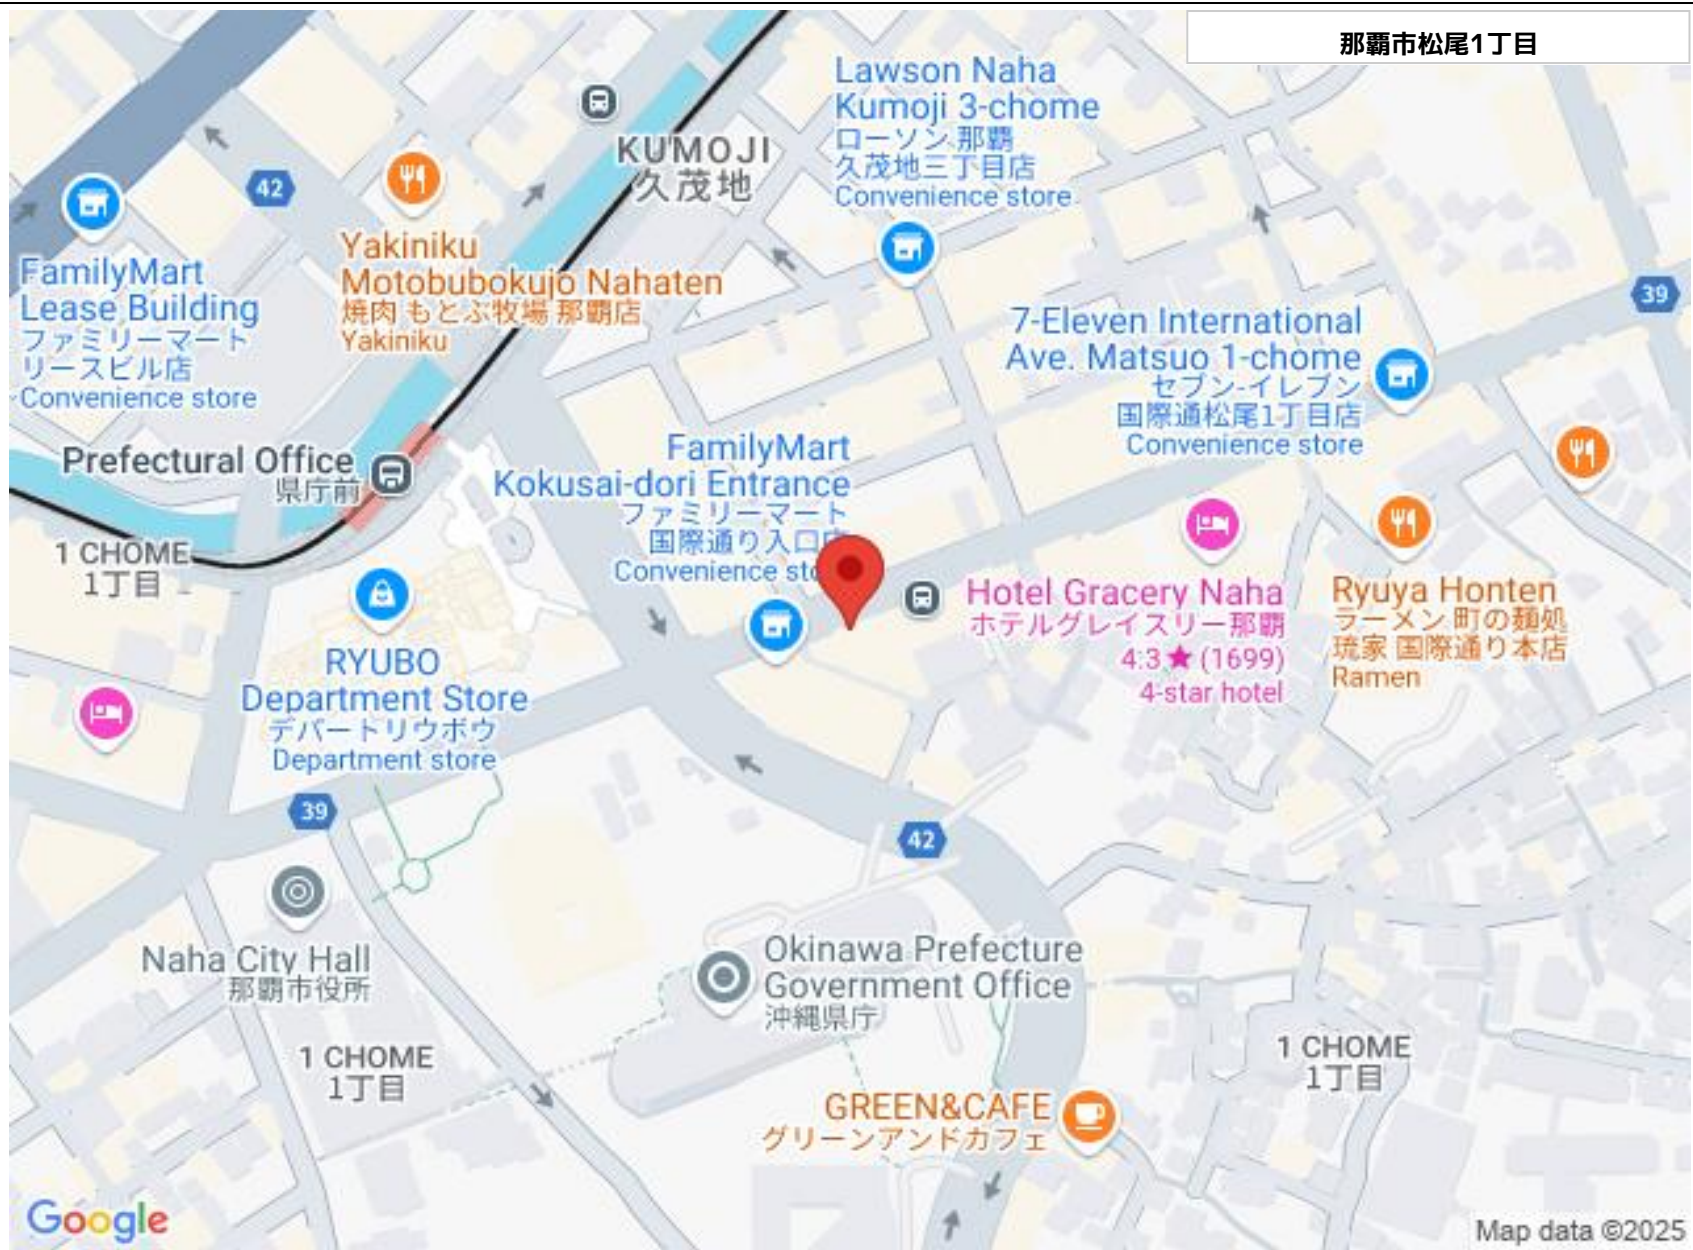 那覇市松尾1丁目
Lawson Naha
Kumoji 3-chome
ローソン 那覇
久茂地三丁目店
Convenience store
KUMOJI
久茂地
42
Yakiniku
Motobubokujo Nahaten
焼肉 もとぶ牧場 那覇店
Yakiniku
FamilyMart
Lease Building
ファミリーマート
リースビル店
Convenience store
39
7-Eleven International
Ave. Matsuo 1-chome
セブン-イレブン
国際通松尾1丁目店
Convenience store
Prefectural Office
県庁前
FamilyMart
Kokusai-dori Entrance
ファミリーマート
国際通り入口
Convenience
1 CHOME
1丁目
Hotel Gracery Naha
ホテルグレイスリー那覇
4.3★(1699)
4-star hotel
Ryuya Honten
ラーメン 町の麺処
琉家 国際通り本店
Ramen
RYUBO
Department Store
デパートリウボウ
Department store
39
42
Naha City Hall
那覇市役所
Okinawa Prefecture
Government Office
沖縄県庁
1 CHOME
1丁目
1 CHOME
1丁目
GREEN&CAFE
グリーンアンドカフェ
Google
Map data ©2025